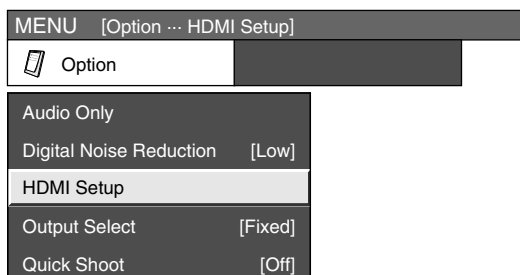 MENU [Option ··· HDMI Setup]
Option
Audio Only
Digital Noise Reduction [Low]
HDMI Setup
Output Select [Fixed]
Quick Shoot [Off]